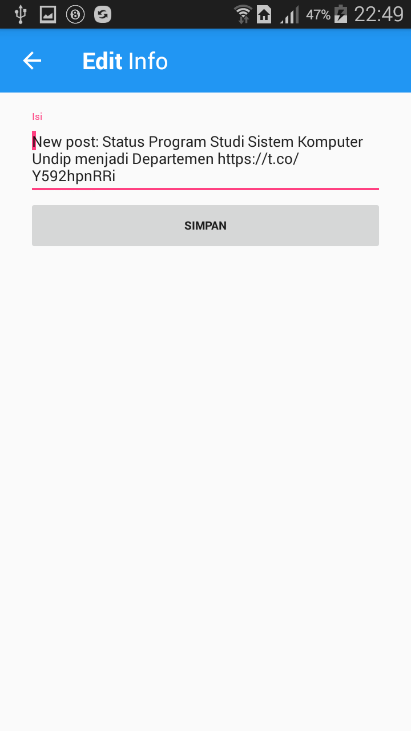 47% 22:49
Edit Info
Isi
New post: Status Program Studi Sistem Komputer
Undip menjadi Departemen https://t.co/
Y592hpnRRi
SIMPAN